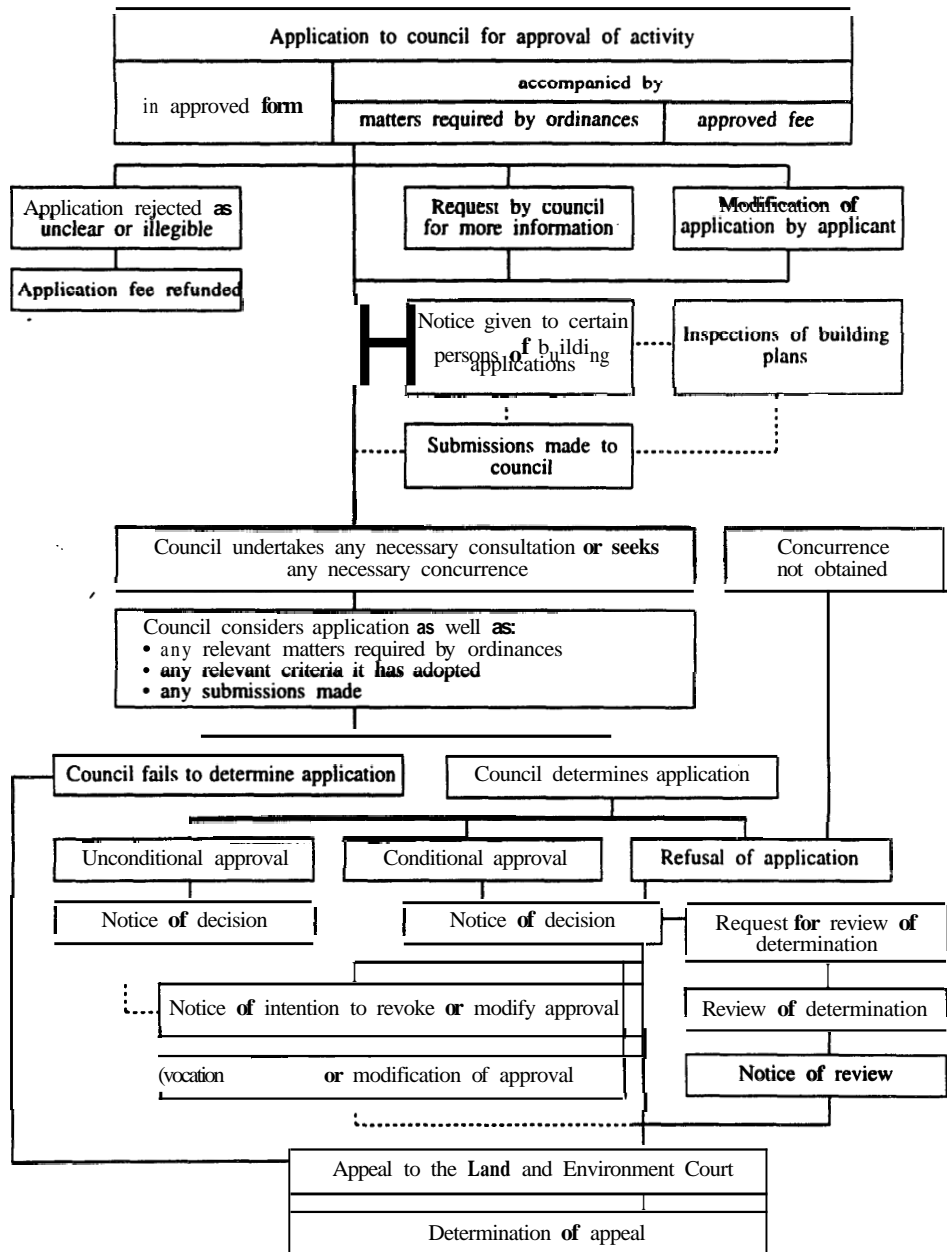 Application to council for approval of activity
in approved form
accompanied by
matters required by ordinances
approved fee
Application rejected as
unclear or illegible
Request by council
for more information
Modification of
application by applicant
Application fee refunded
Notice given to certain
persons of building
applications
Inspections of building
plans
Submissions made to
council
Council undertakes any necessary consultation or seeks
any necessary concurrence
Concurrence
not obtained
Council considers application as well as:
• any relevant matters required by ordinances
• any relevant criteria it has adopted
• any submissions made
Council fails to determine application
Council determines application
Unconditional approval
Conditional approval
Refusal of application
Notice of decision
Notice of decision
Request for review of
determination
Notice of intention to revoke or modify approval
Review of determination
(vocation or modification of approval
Notice of review
Appeal to the Land and Environment Court
Determination of appeal